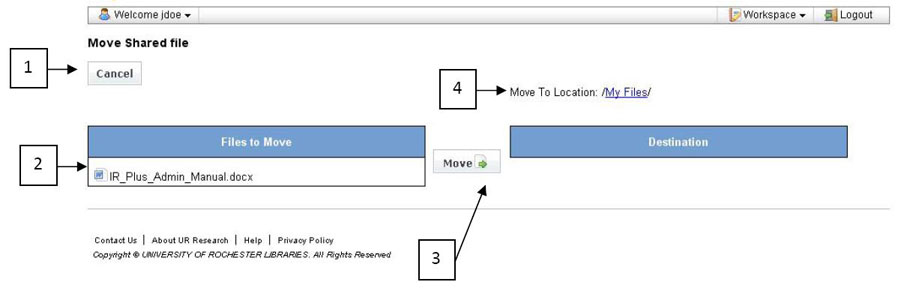 Welcome jdoe Workspace Logout
Move Shared file
1
Cancel
4
Move To Location: /My Files/
Files to Move
Destination
2
Move
IR_Plus_Admin_Manual.docx
3
Contact Us | About UR Research | Help | Privacy Policy
Copyright © UNIVERSITY OF ROCHESTER LIBRARIES. All Rights Reserved